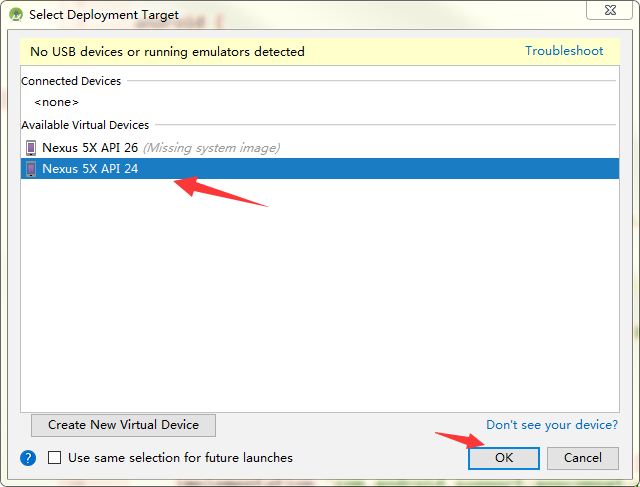 Select Deployment Target
No USB devices or running emulators detected
Troubleshoot
Connected Devices
<none>
Available Virtual Devices
Nexus 5X API 26 (Missing system image)
Nexus 5X API 24
Create New Virtual Device
Don't see your device?
? Use same selection for future launches
OK
Cancel